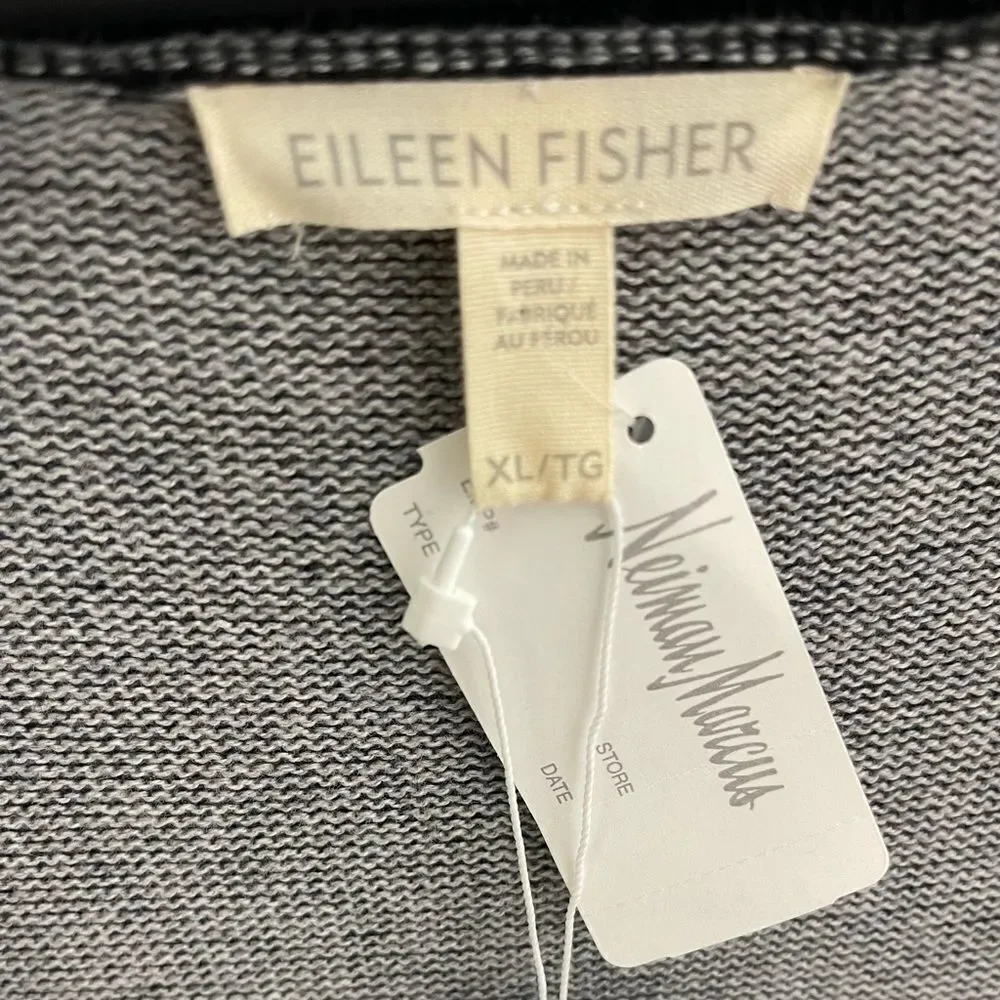 EILEEN FISHER
MADE IN
PERU /
FABRIQUÉ
AU PÉROU
XL/TG
TYPE
Neiman Marcus
STORE
DATE